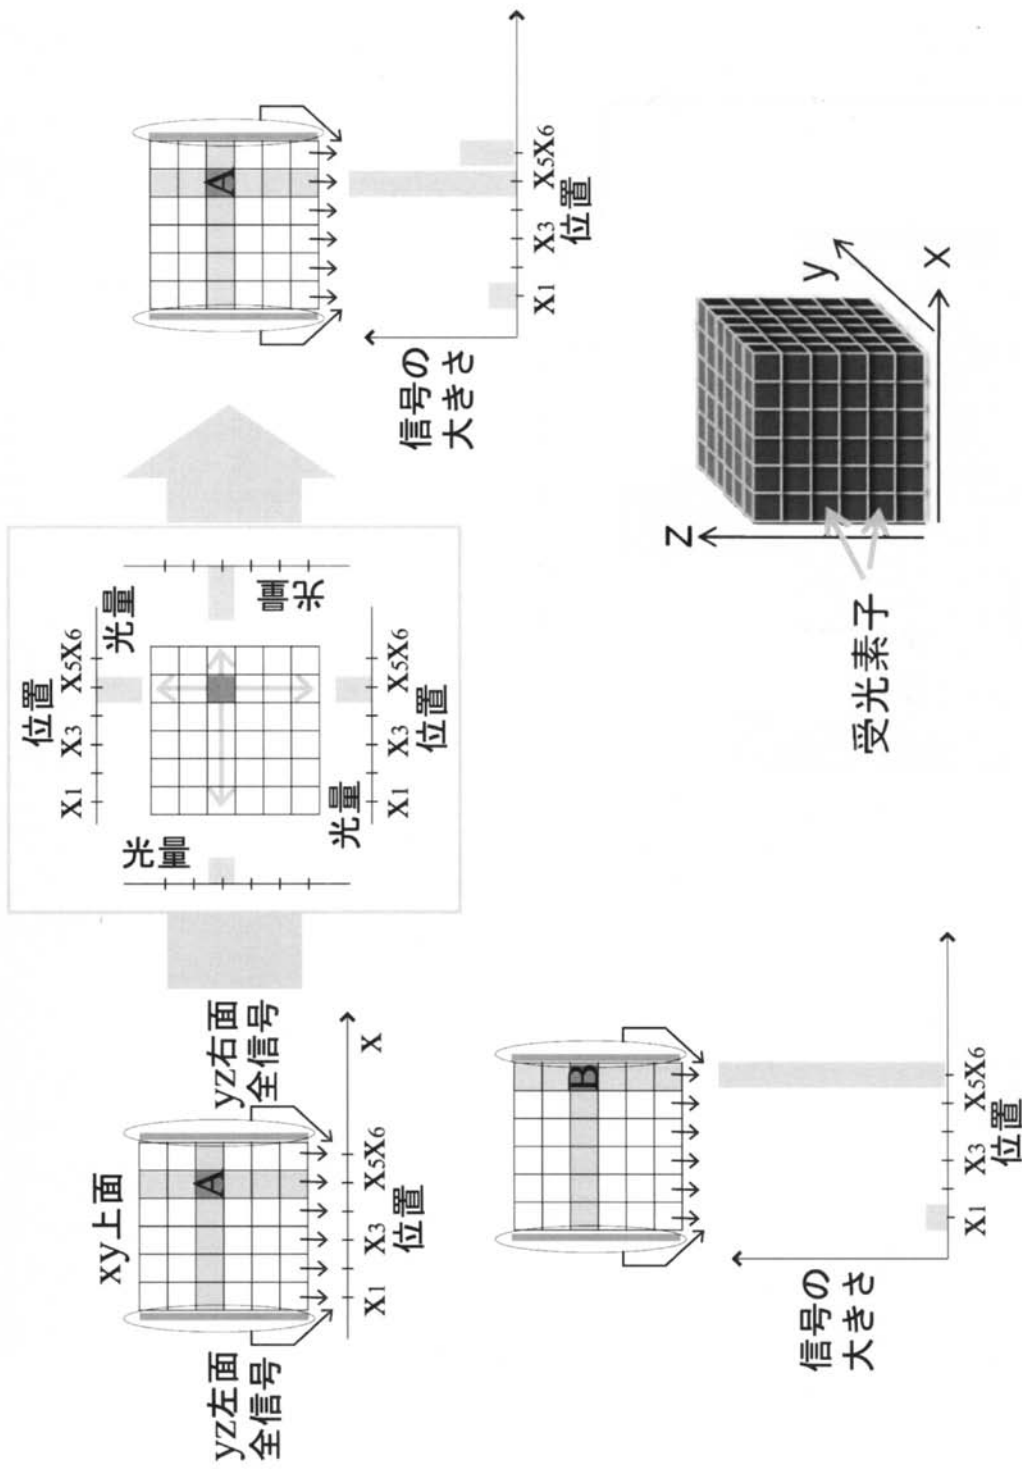 xy上面
yz左面
全信号
yz右面
全信号
A
X1 X3 X5X6
X
位置
位置
X1 X3 X5X6
光量
光量
光量
光量
X1 X3 X5X6
位置
A
信号の
大きさ
X1 X3 X5X6
位置
B
信号の
大きさ
X1 X3 X5X6
位置
z
y
x
受光素子